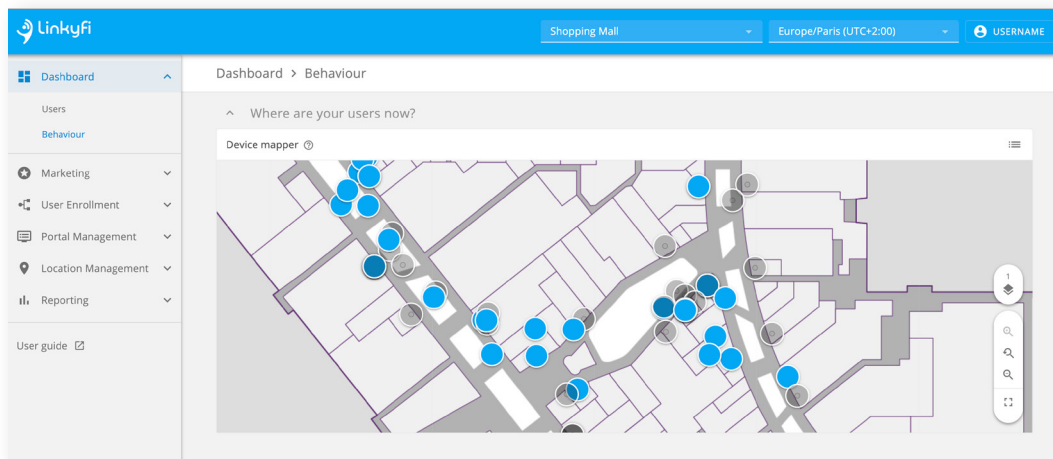 Linkyfi
Shopping Mall
Europe/Paris (UTC+2:00)
USERNAME
Dashboard
Users
Behaviour
Marketing
User Enrollment
Portal Management
Location Management
Reporting
User guide
Dashboard > Behaviour
Where are your users now?
Device mapper
1